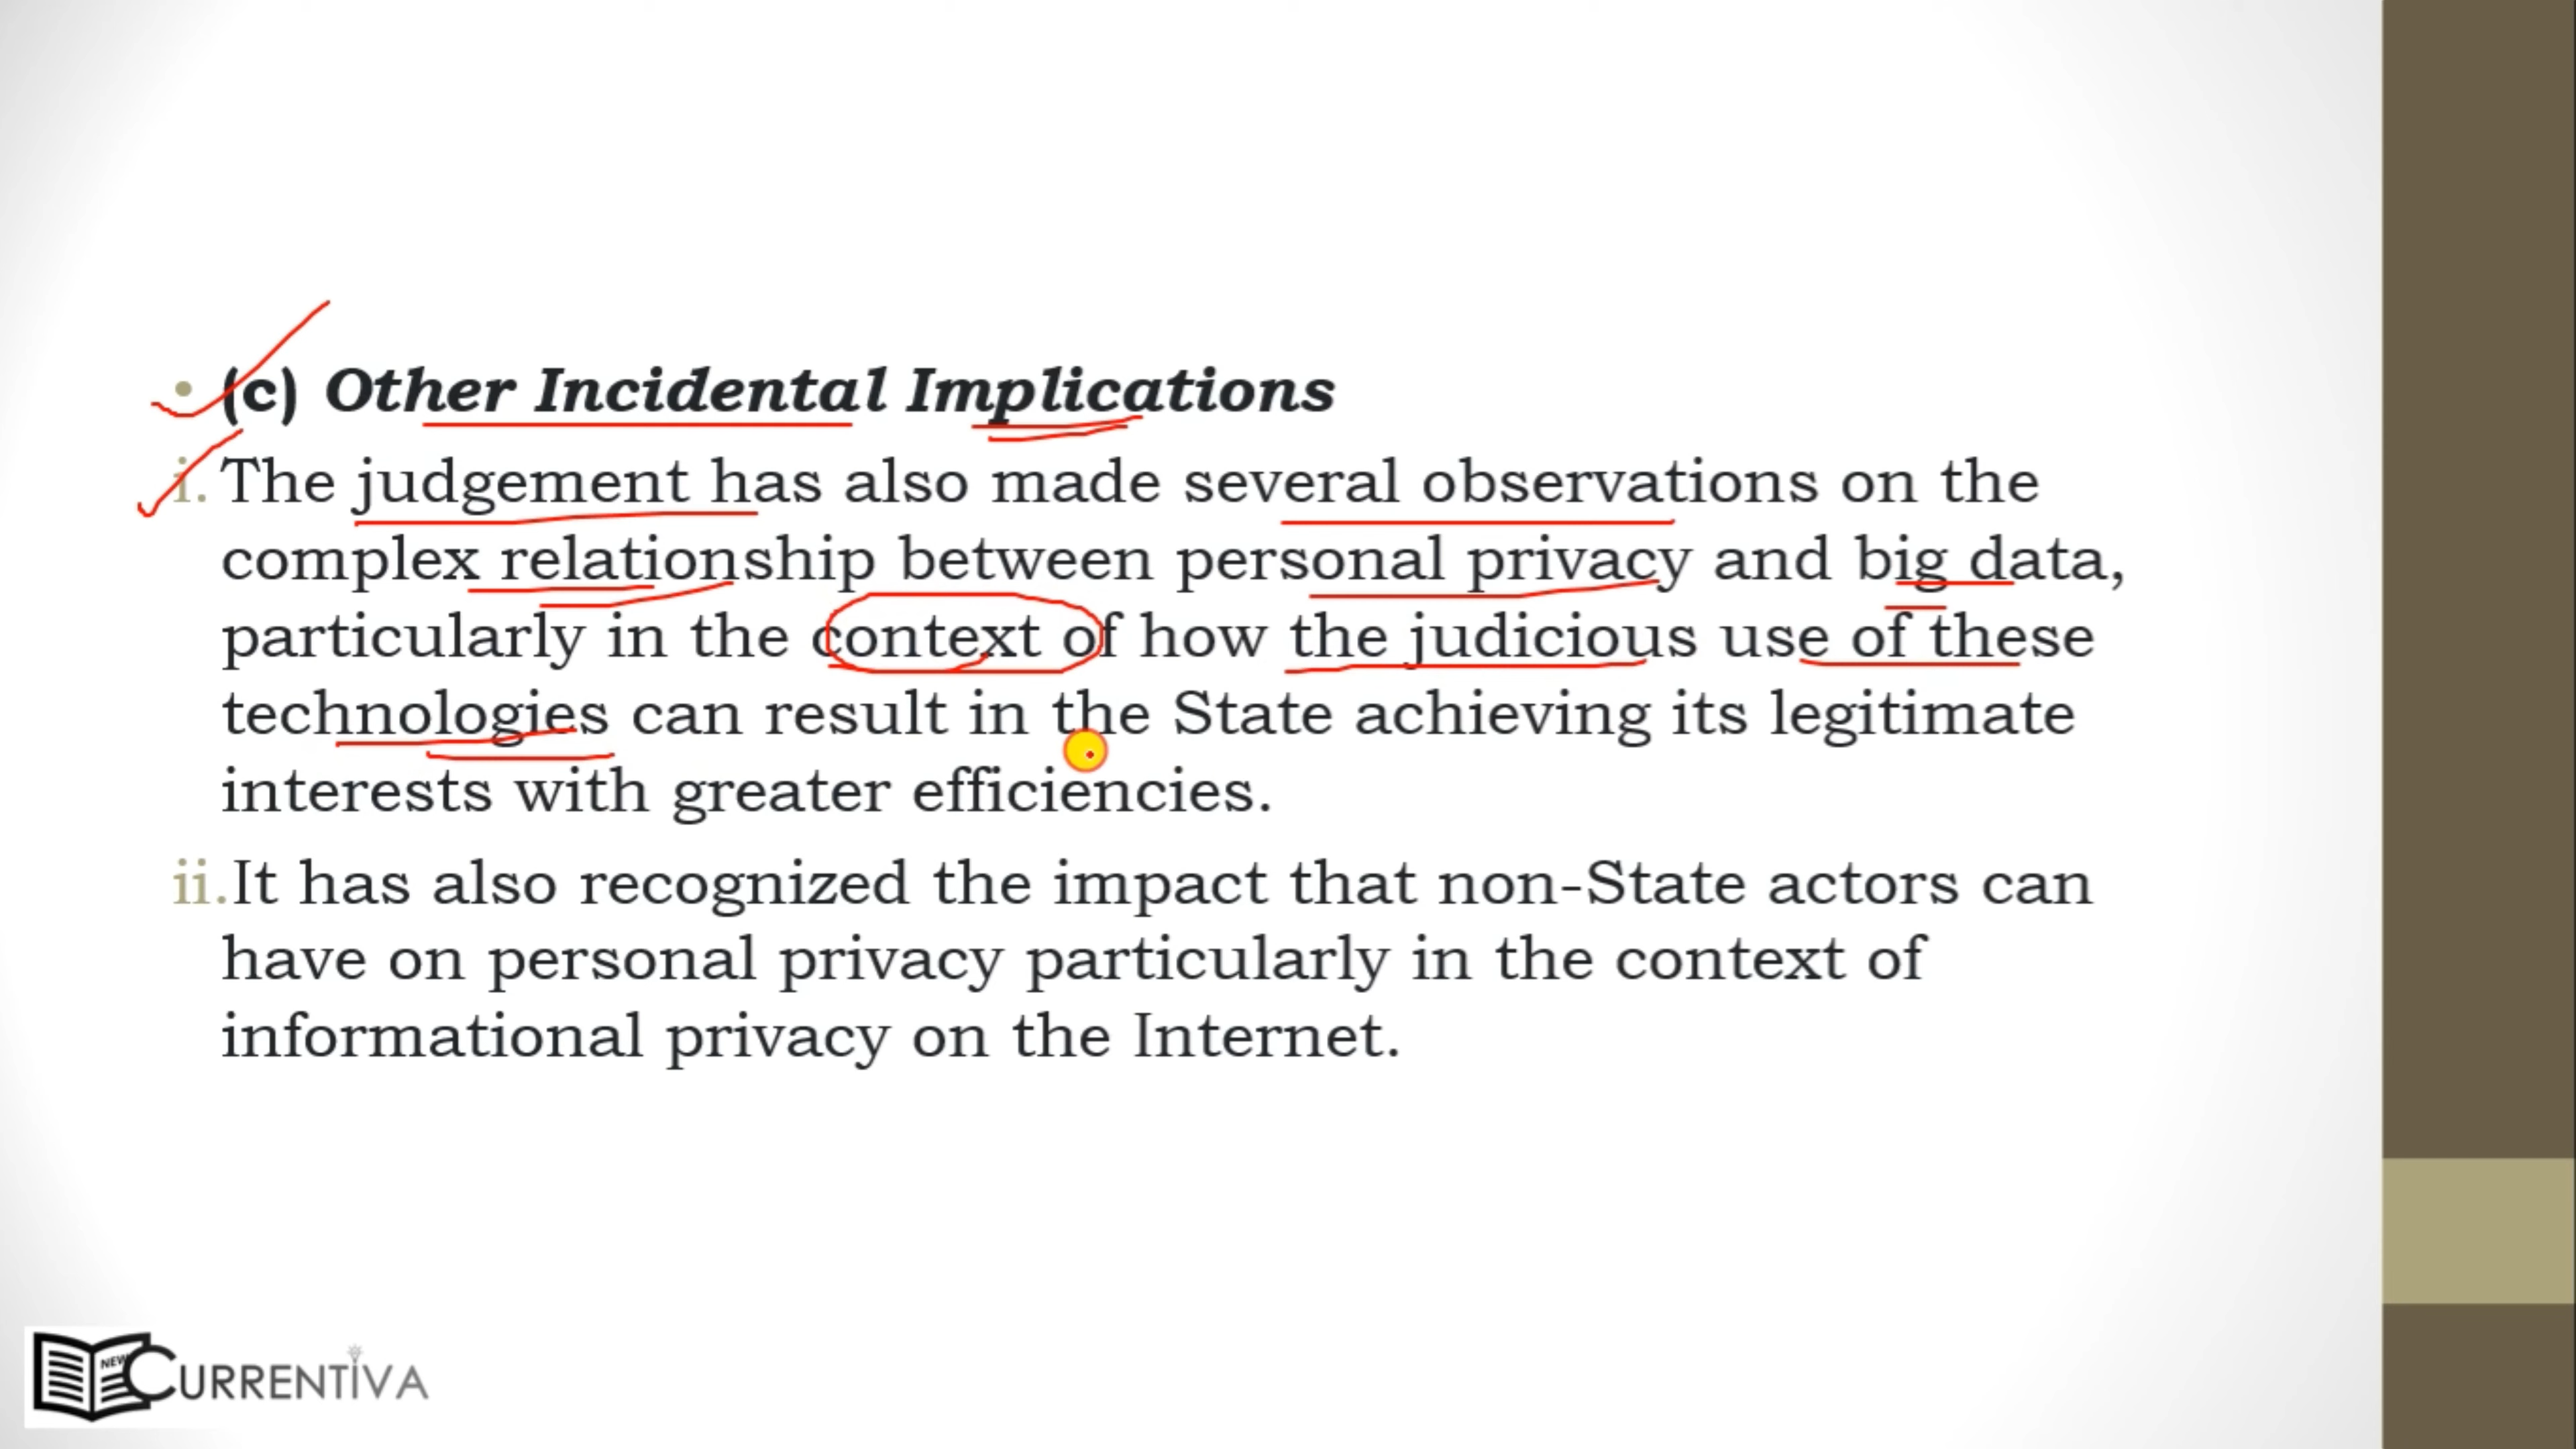 • (c) Other Incidental Implications
i. The judgement has also made several observations on the
complex relationship between personal privacy and big data,
particularly in the context of how the judicious use of these
technologies can result in the State achieving its legitimate
interests with greater efficiencies.
ii. It has also recognized the impact that non-State actors can
have on personal privacy particularly in the context of
informational privacy on the Internet.
NEW
CURRENTIVA